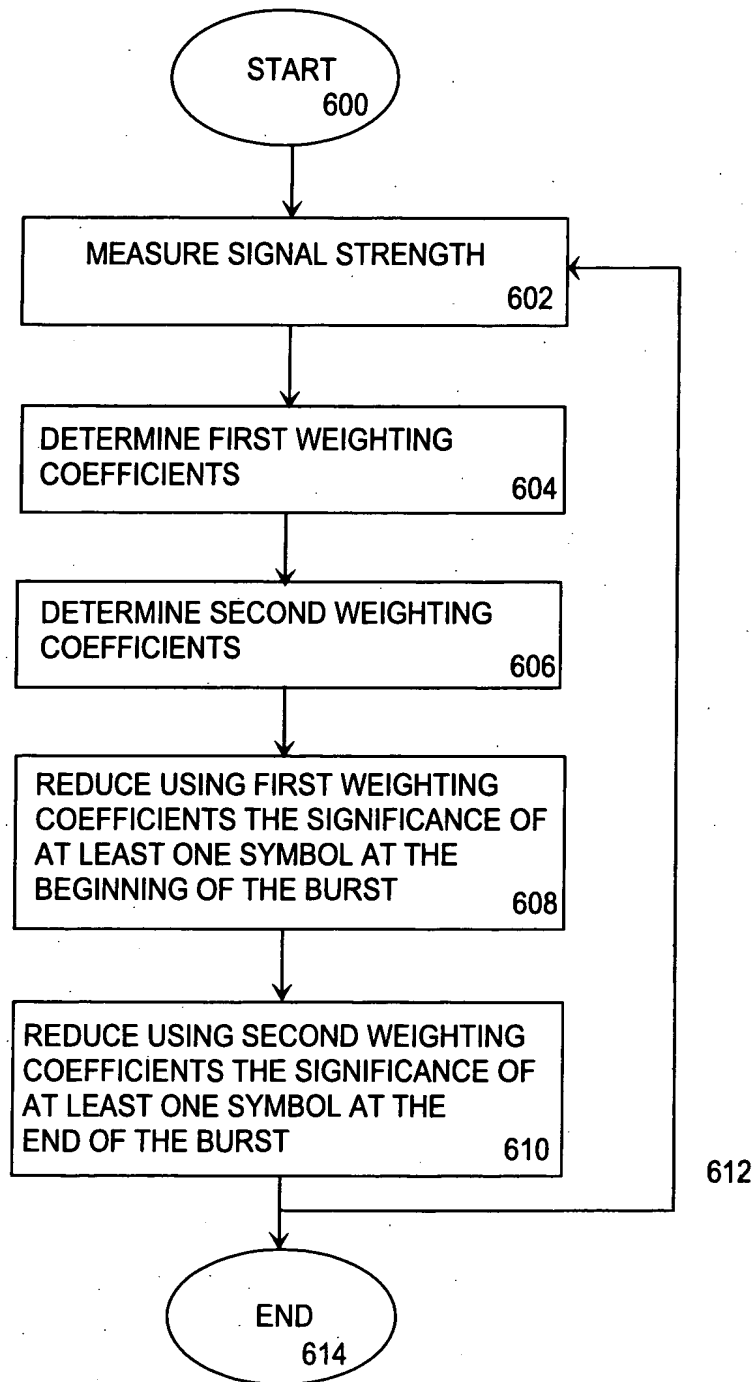 START
600
MEASURE SIGNAL STRENGTH
602
DETERMINE FIRST WEIGHTING
COEFFICIENTS
604
DETERMINE SECOND WEIGHTING
COEFFICIENTS
606
REDUCE USING FIRST WEIGHTING
COEFFICIENTS THE SIGNIFICANCE OF
AT LEAST ONE SYMBOL AT THE
BEGINNING OF THE BURST
608
REDUCE USING SECOND WEIGHTING
COEFFICIENTS THE SIGNIFICANCE OF
AT LEAST ONE SYMBOL AT THE
END OF THE BURST
610
612
END
614